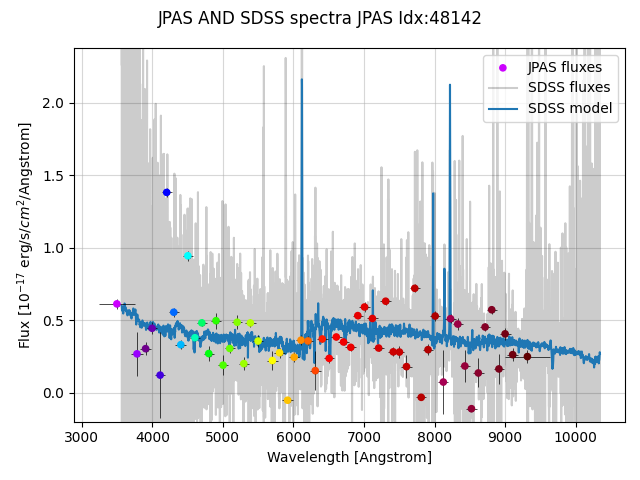 JPAS AND SDSS spectra JPAS Idx:48142
JPAS fluxes
SDSS fluxes
SDSS model
Flux [10⁻¹⁷ erg/s/cm²/Angstrom]
2.0
1.5
1.0
0.5
0.0
3000 4000 5000 6000 7000 8000 9000 10000
Wavelength [Angstrom]